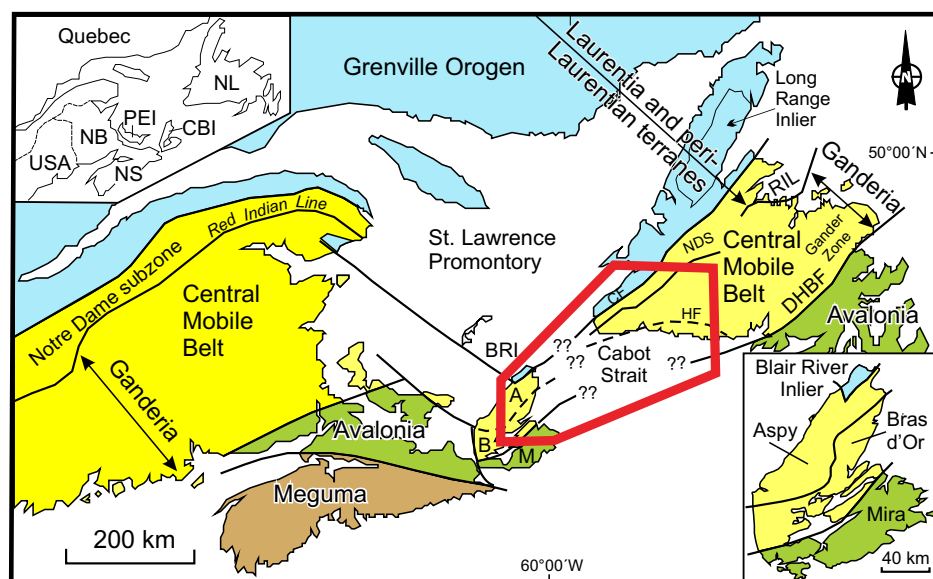 Quebec
NL
PEI
CBI
NB
USA
NS
Grenville Orogen
Laurentia and peri-
Laurentian terranes
Long
Range
Inlier
N
50°00´N
Ganderia
RIL
Gander
Zone
NDS
Central
Mobile
Belt
DHBF
Avalonia
CF
HF
Red Indian Line
Notre Dame subzone
St. Lawrence
Promontory
Central
Mobile
Belt
Ganderia
BRI
??
??
??
??
Cabot
Strait
A
B
M
Avalonia
Meguma
200 km
60°00´W
Blair River
Inlier
Aspy
Bras
d’Or
Mira
40 km